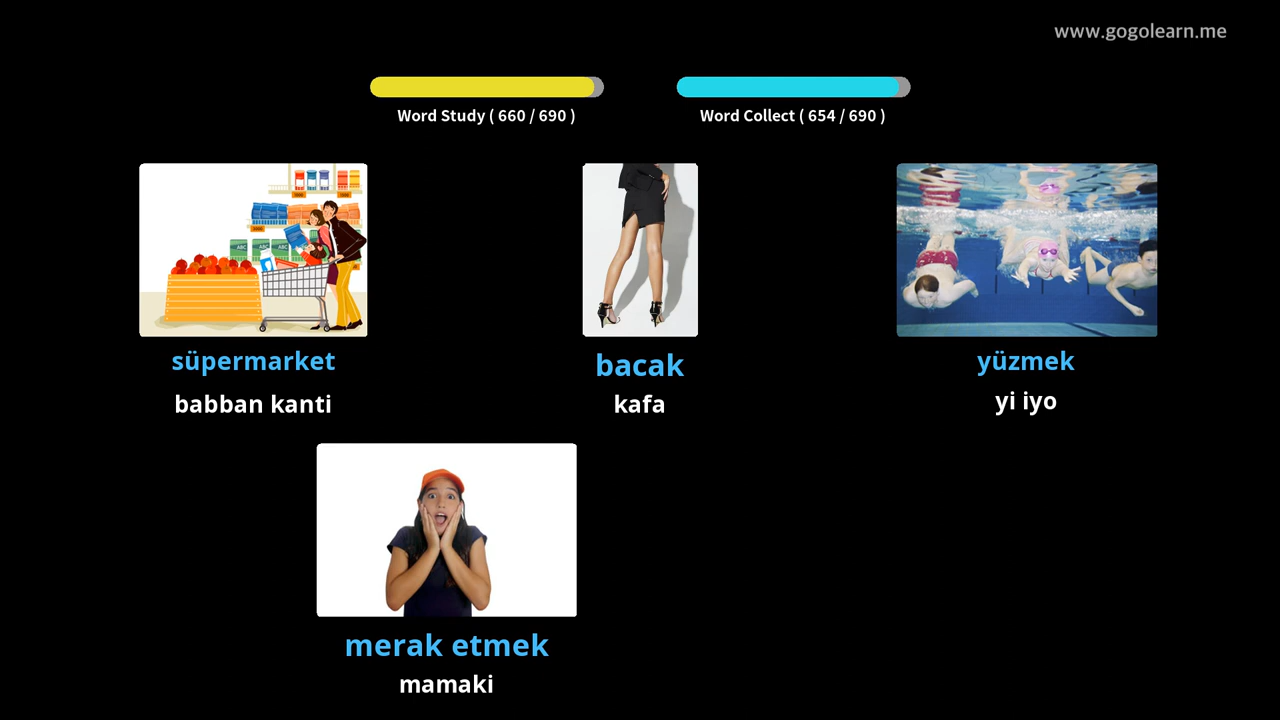 www.gogolearn.me
Word Study ( 660 / 690 )
Word Collect ( 654 / 690 )
süpermarket
babban kanti
bacak
kafa
yüzmek
yi iyo
merak etmek
mamaki